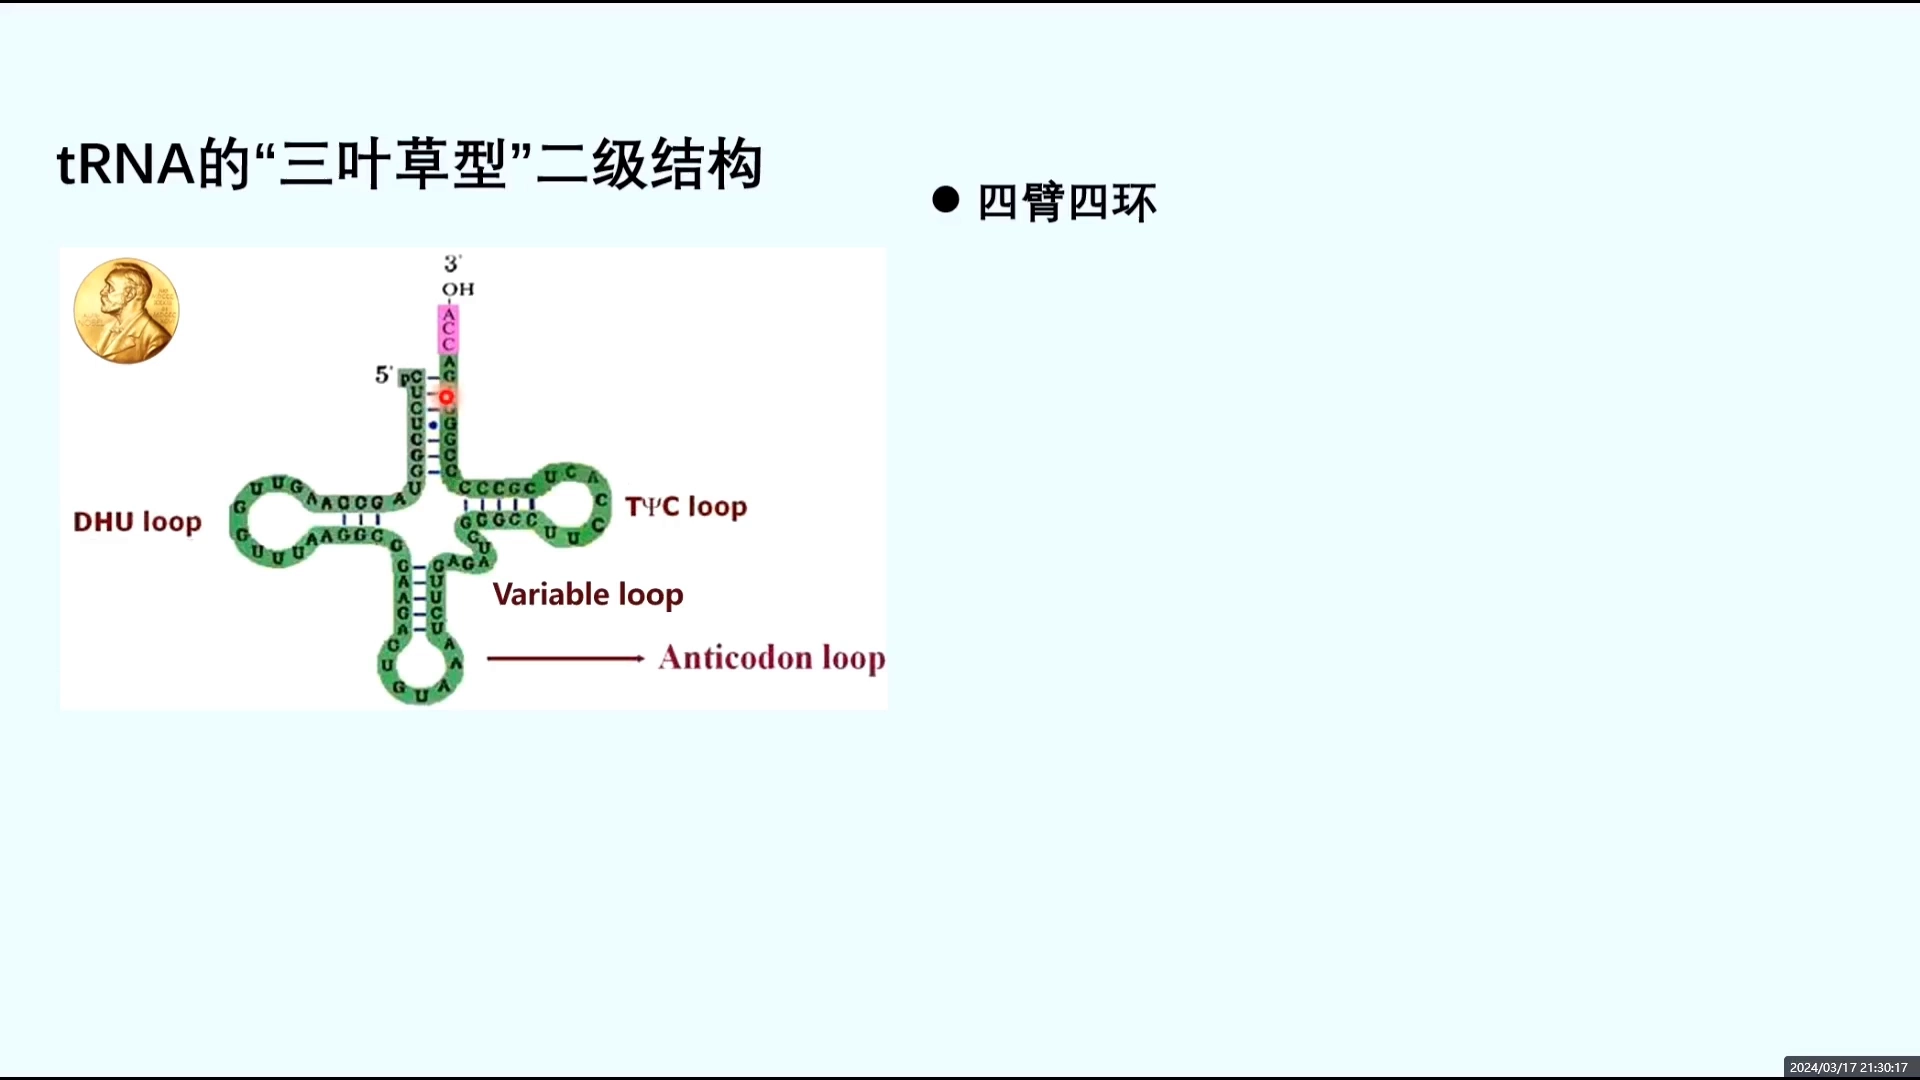 tRNA的“三叶草型”二级结构
● 四臂四环
3'
OH
A
C
C
5'
pC
DHU loop
TΨC loop
Variable loop
Anticodon loop
2024/03/17 21:30:17